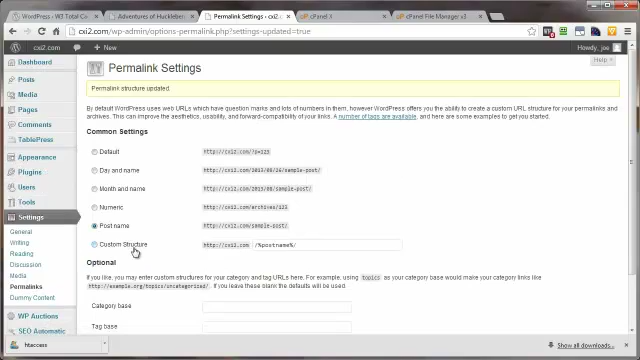 WordPress › W3 Total Ca
Adventures of Huckleber
Permalink Settings ‹ cxi2
cPanel X
cPanel File Manager v3
cxi2.com/wp-admin/options-permalink.php?settings-updated=true
cxi2.com
+ New
Howdy, joe
Help
Dashboard
Posts
Media
Pages
Comments
TablePress
Appearance
Plugins
Users
Tools
Settings
General
Writing
Reading
Discussion
Media
Permalinks
Dummy Content
WP Auctions
SEO Automatic
Permalink Settings
Permalink structure updated.
By default WordPress uses web URLs which have question marks and lots of numbers in them, however WordPress offers you the ability to create a custom URL structure for your permalinks and
archives. This can improve the aesthetics, usability, and forward-compatibility of your links. A number of tags are available, and here are some examples to get you started.
Common Settings
Default
http://cxi2.com/?p=123
Day and name
http://cxi2.com/2013/08/16/sample-post/
Month and name
http://cxi2.com/2013/08/sample-post/
Numeric
http://cxi2.com/archives/123
Post name
http://cxi2.com/sample-post/
Custom Structure
http://cxi2.com /%postname%/
Optional
If you like, you may enter custom structures for your category and tag URLs here. For example, using topics as your category base would make your category links like
http://example.org/topics/uncategorized/. If you leave these blank the defaults will be used.
Category base
Tag base
htaccess
Show all downloads...